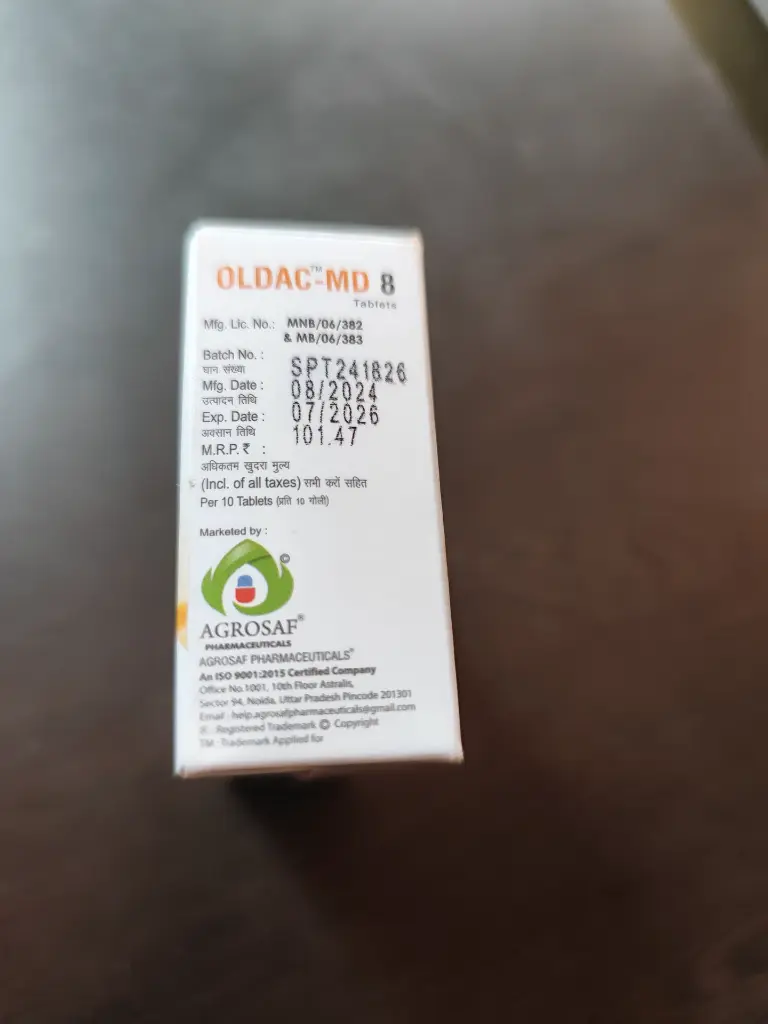 OLDAC™-MD 8
Tablets
Mfg. Lic. No.: MNB/06/382
& MB/06/383
Batch No. : SPT241826
घान संख्या
Mfg. Date : 08/2024
उत्पादन तिथि
Exp. Date : 07/2026
अवसान तिथि
M.R.P.₹ : 101.47
अधिकतम खुदरा मुल्य
(Incl. of all taxes) सभी करों सहित
Per 10 Tablets (प्रति 10 गोली)
Marketed by :
©
AGROSAF®
PHARMACEUTICALS
AGROSAF PHARMACEUTICALS®
An ISO 9001:2015 Certified Company
Office No.1001, 10th Floor Astralis,
Sector 94, Noida, Uttar Pradesh Pincode 201301
Email : help.agrosafpharmaceuticals@gmail.com
® : Registered Trademark © Copyright
TM : Trademark Applied for